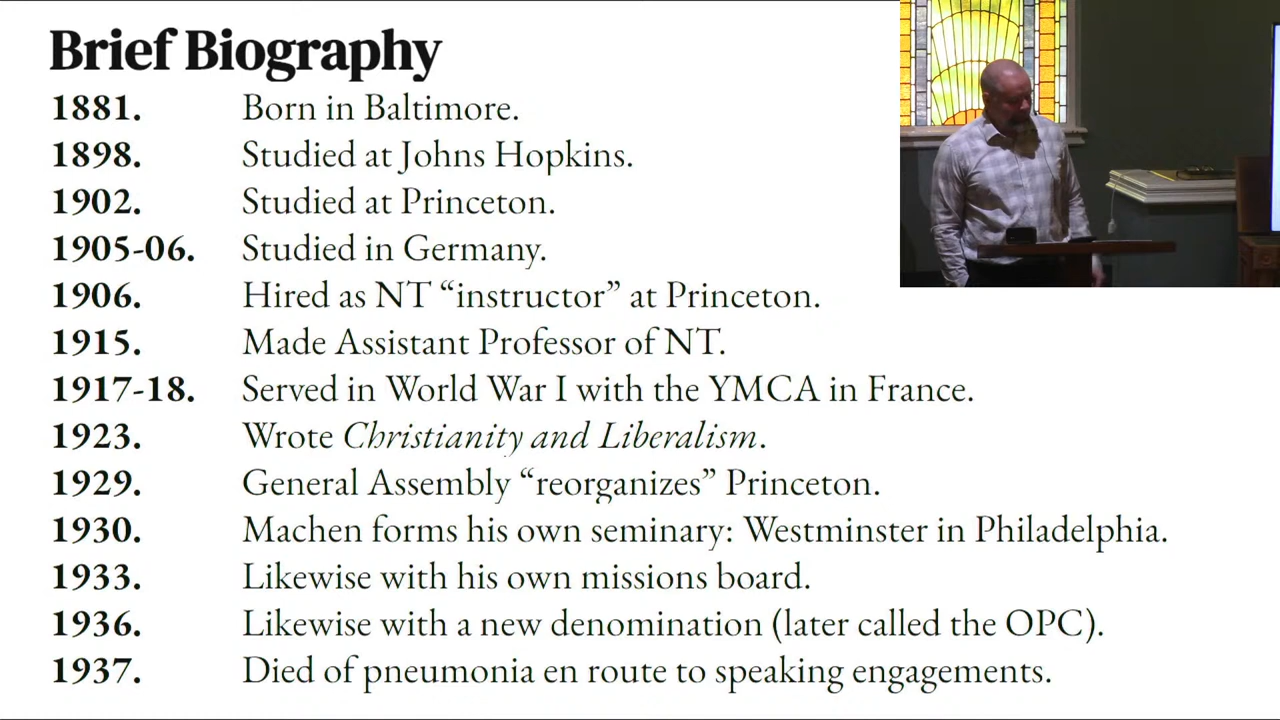 Brief Biography
1881. Born in Baltimore.
1898. Studied at Johns Hopkins.
1902. Studied at Princeton.
1905-06. Studied in Germany.
1906. Hired as NT “instructor” at Princeton.
1915. Made Assistant Professor of NT.
1917-18. Served in World War I with the YMCA in France.
1923. Wrote Christianity and Liberalism.
1929. General Assembly “reorganizes” Princeton.
1930. Machen forms his own seminary: Westminster in Philadelphia.
1933. Likewise with his own missions board.
1936. Likewise with a new denomination (later called the OPC).
1937. Died of pneumonia en route to speaking engagements.